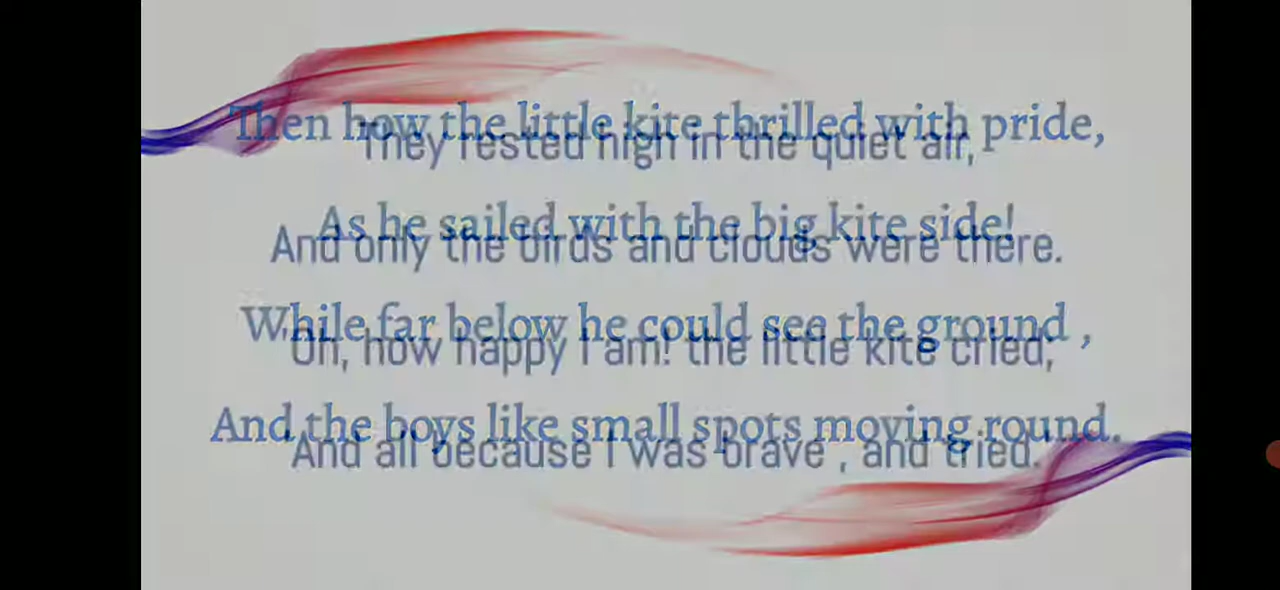 Then how the little kite thrilled with pride,
They rested high in the quiet air,
As he sailed with the big kite side!
And only the birds and clouds were there.
While far below he could see the ground ,
Oh, how happy I am! the little kite cried;
And the boys like small spots moving round.
And all because I was brave , and tried.